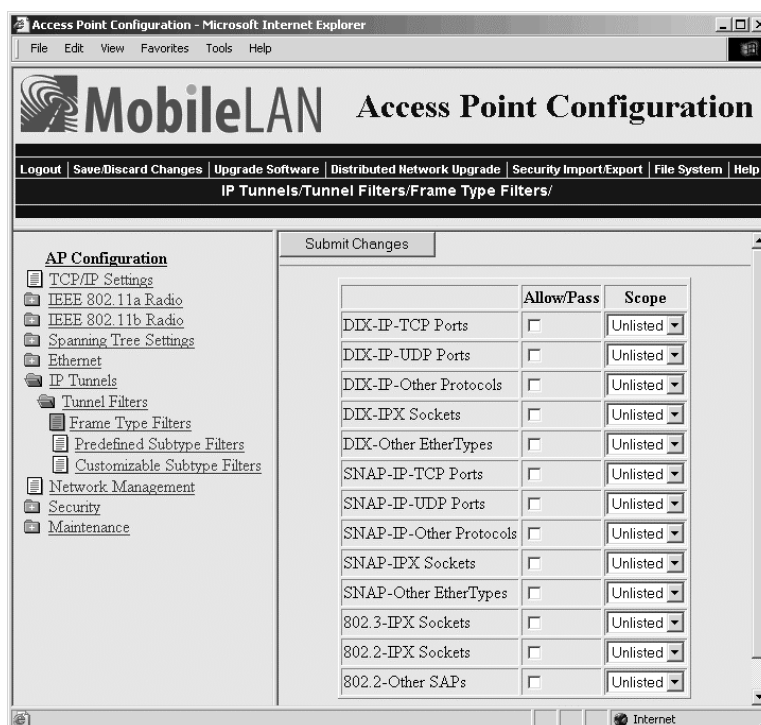 Access Point Configuration - Microsoft Internet Explorer
File Edit View Favorites Tools Help
MobileLAN Access Point Configuration
Logout | Save/Discard Changes | Upgrade Software | Distributed Network Upgrade | Security Import/Export | File System | Help
IP Tunnels/Tunnel Filters/Frame Type Filters/
AP Configuration
TCP/IP Settings
IEEE 802.11a Radio
IEEE 802.11b Radio
Spanning Tree Settings
Ethernet
IP Tunnels
Tunnel Filters
Frame Type Filters
Predefined Subtype Filters
Customizable Subtype Filters
Network Management
Security
Maintenance
Submit Changes
Allow/Pass Scope
DIX-IP-TCP Ports Unlisted
DIX-IP-UDP Ports Unlisted
DIX-IP-Other Protocols Unlisted
DIX-IPX Sockets Unlisted
DIX-Other EtherTypes Unlisted
SNAP-IP-TCP Ports Unlisted
SNAP-IP-UDP Ports Unlisted
SNAP-IP-Other Protocols Unlisted
SNAP-IPX Sockets Unlisted
SNAP-Other EtherTypes Unlisted
802.3-IPX Sockets Unlisted
802.2-IPX Sockets Unlisted
802.2-Other SAPs Unlisted
Internet